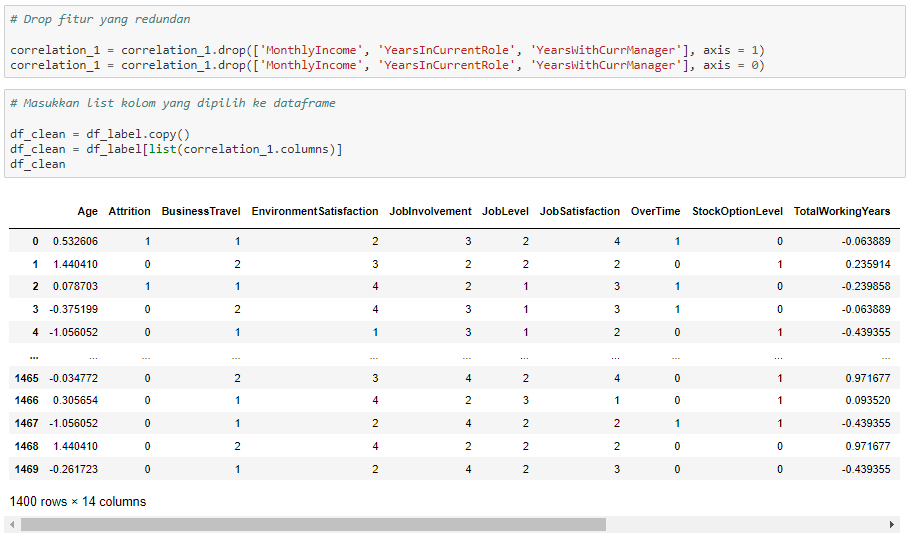 # Drop fitur yang redundan
correlation_1 = correlation_1.drop(['MonthlyIncome', 'YearsInCurrentRole', 'YearsWithCurrManager'], axis = 1)
correlation_1 = correlation_1.drop(['MonthlyIncome', 'YearsInCurrentRole', 'YearsWithCurrManager'], axis = 0)
# Masukkan list kolom yang dipilih ke dataframe
df_clean = df_label.copy()
df_clean = df_label[list(correlation_1.columns)]
df_clean
Age Attrition BusinessTravel EnvironmentSatisfaction JobInvolvement JobLevel JobSatisfaction OverTime StockOptionLevel TotalWorkingYears
0 0.532606 1 1 2 3 2 4 1 0 -0.063889
1 1.440410 0 2 3 2 2 2 0 1 0.235914
2 0.078703 1 1 4 2 1 3 1 0 -0.239858
3 -0.375199 0 2 4 3 1 3 1 0 -0.063889
4 -1.056052 0 1 1 3 1 2 0 1 -0.439355
... ... ... ... ... ... ... ... ... ... ...
1465 -0.034772 0 2 3 4 2 4 0 1 0.971677
1466 0.305654 0 1 4 2 3 1 0 1 0.093520
1467 -1.056052 0 1 2 4 2 2 1 1 -0.439355
1468 1.440410 0 2 4 2 2 2 0 0 0.971677
1469 -0.261723 0 1 2 4 2 3 0 0 -0.439355
1400 rows × 14 columns